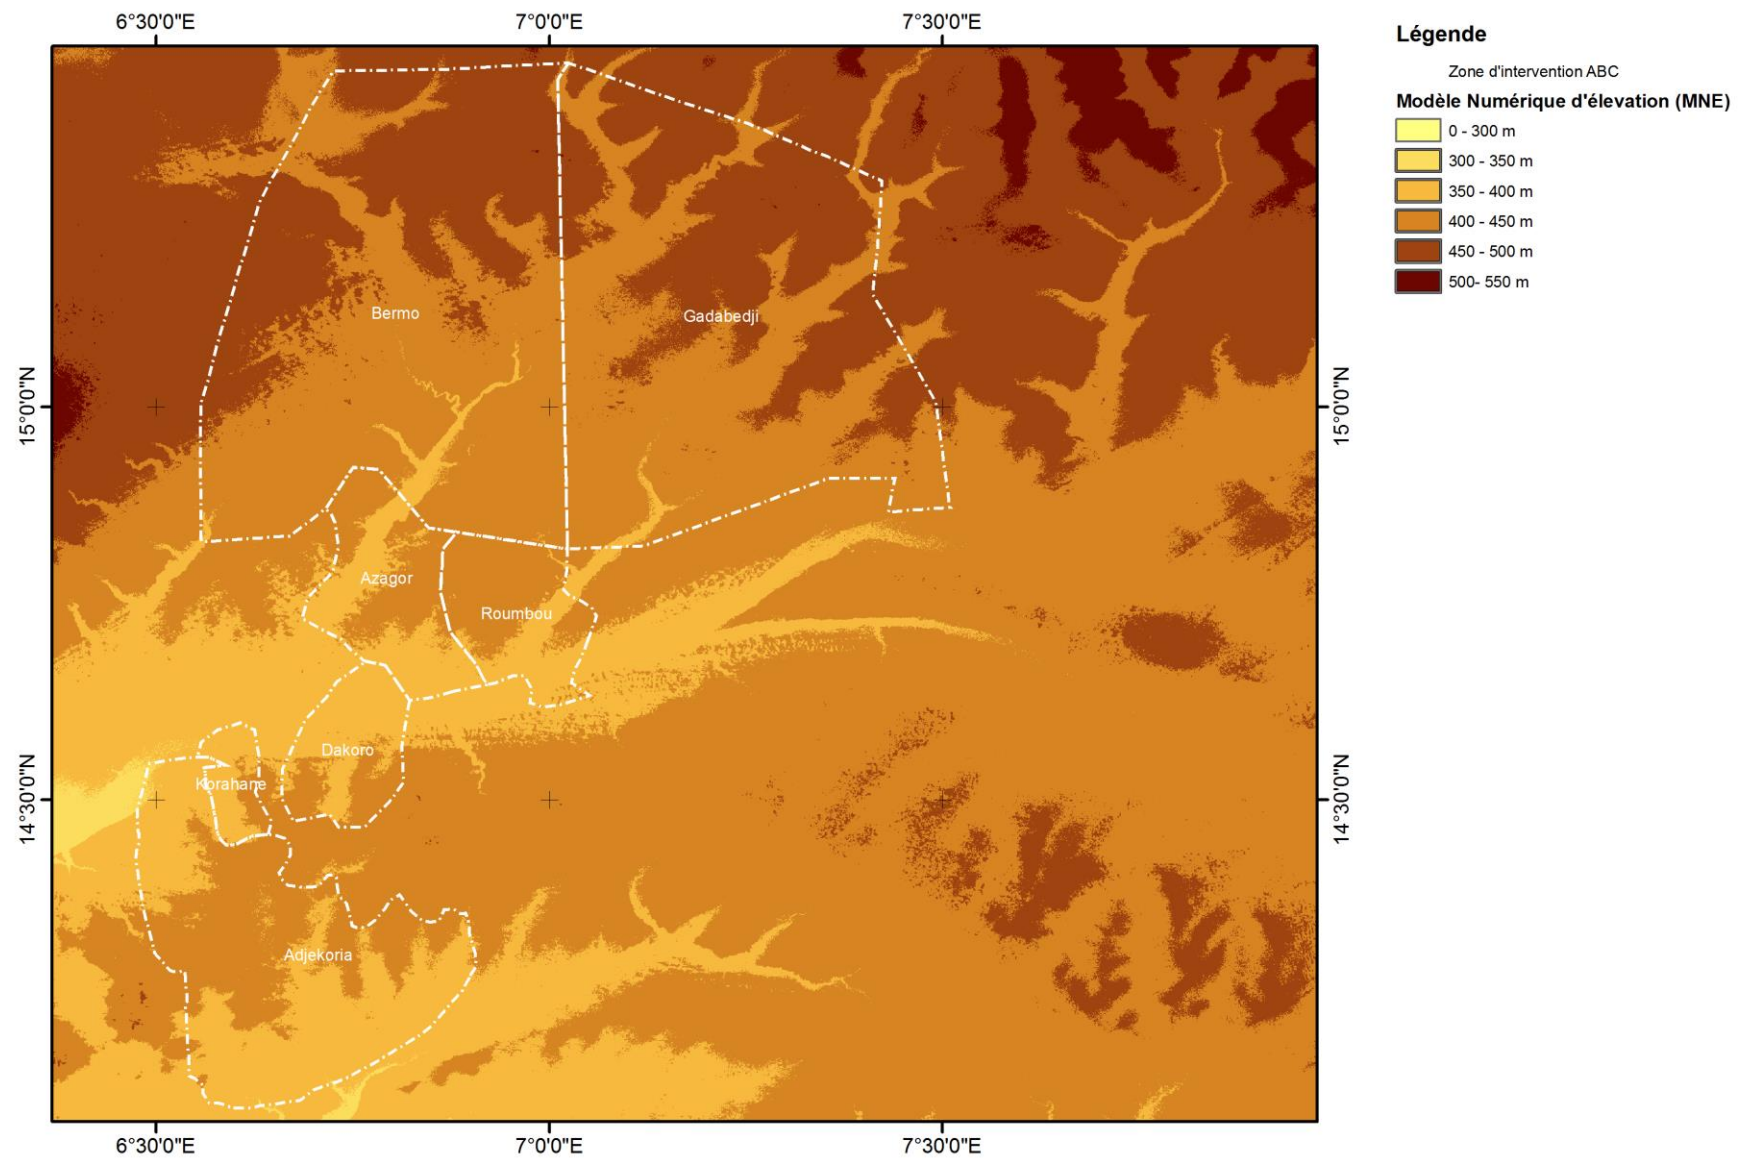 6°30'0"E
7°0'0"E
7°30'0"E
Légende
Zone d'intervention ABC
Modèle Numérique d'élevation (MNE)
0 - 300 m
300 - 350 m
350 - 400 m
400 - 450 m
450 - 500 m
500- 550 m
Bermo
Gadabedji
15°0'0"N
15°0'0"N
Azagor
Roumbou
Dakoro
Korahane
14°30'0"N
14°30'0"N
Adjekoria
6°30'0"E
7°0'0"E
7°30'0"E